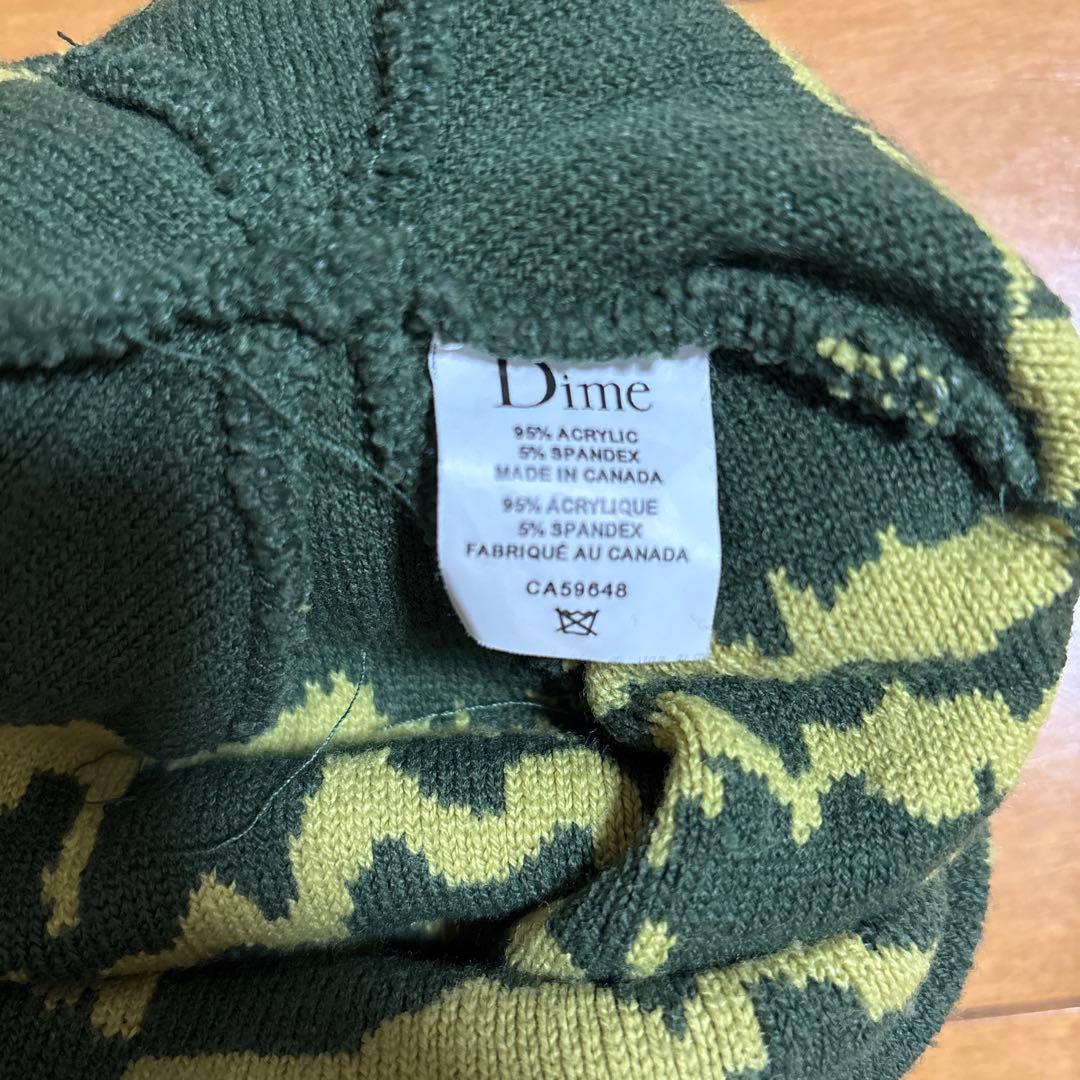 Dime
95% ACRYLIC
5% SPANDEX
MADE IN CANADA
95% ACRYLIQUE
5% SPANDEX
FABRIQUÉ AU CANADA
CA59648